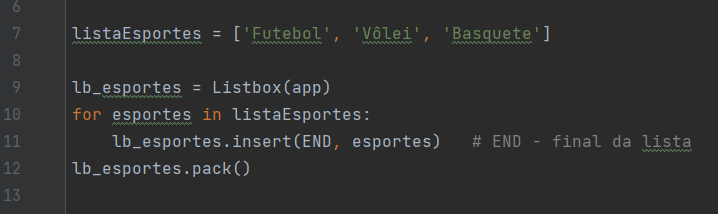 6
7 listaEsportes = ['Futebol', 'Vôlei', 'Basquete']
8
9 lb_esportes = Listbox(app)
10 for esportes in listaEsportes:
11 lb_esportes.insert(END, esportes) # END - final da lista
12 lb_esportes.pack()
13